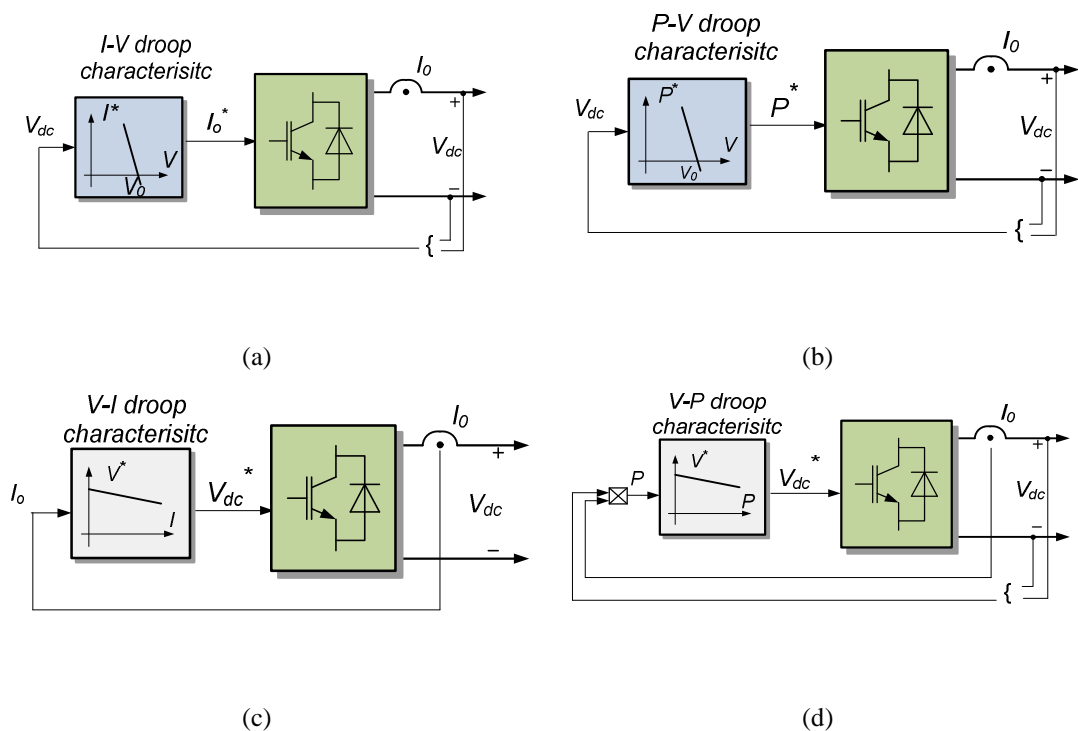 I-V droop
characterisitc
I*
V
V0
Vdc
Io*
I0
+
Vdc
−
{
(a)
P-V droop
characterisitc
P*
V
V0
Vdc
P*
I0
+
Vdc
−
{
(b)
V-I droop
characterisitc
V*
I
Io
Vdc*
I0
+
Vdc
−
(c)
V-P droop
characterisitc
V*
P
P
Vdc*
I0
+
Vdc
−
{
(d)